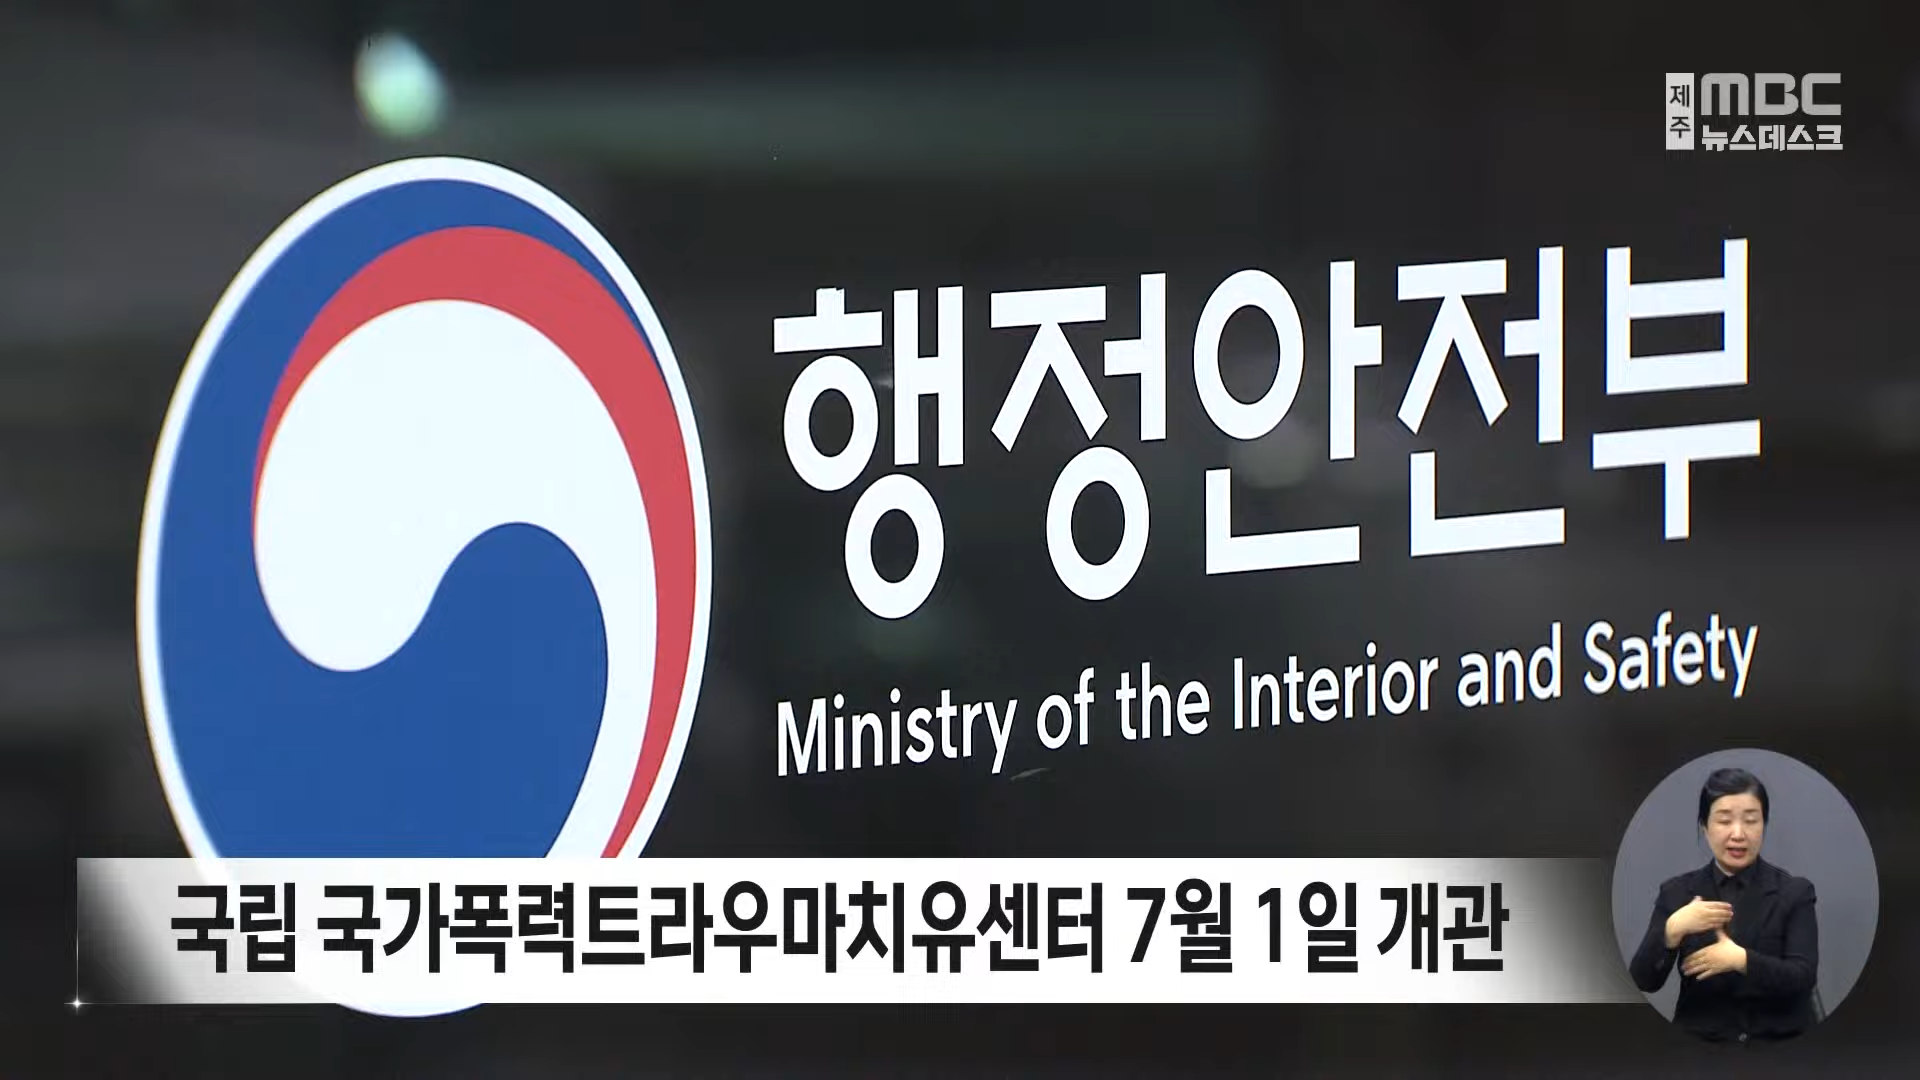 제주 MBC
뉴스데스크
행정안전부
Ministry of the Interior and Safety
국립 국가폭력트라우마치유센터 7월 1일 개관